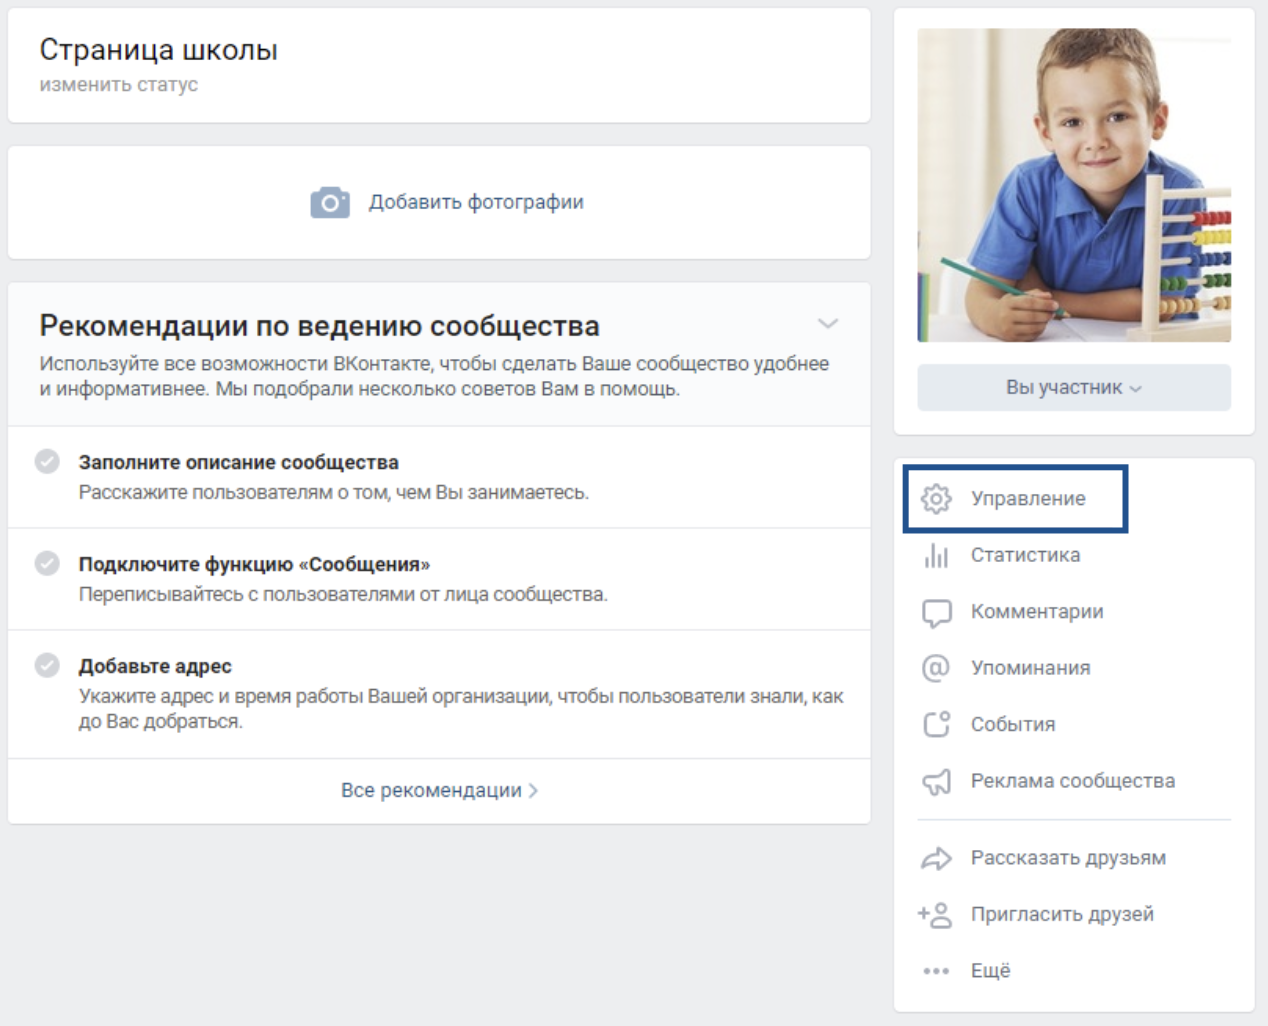 Страница школы
изменить статус
Добавить фотографии
Рекомендации по ведению сообщества
Используйте все возможности ВКонтакте, чтобы сделать Ваше сообщество удобнее
и информативнее. Мы подобрали несколько советов Вам в помощь.
Заполните описание сообщества
Расскажите пользователям о том, чем Вы занимаетесь.
Подключите функцию «Сообщения»
Переписывайтесь с пользователями от лица сообщества.
Добавьте адрес
Укажите адрес и время работы Вашей организации, чтобы пользователи знали, как
до Вас добраться.
Все рекомендации
Вы участник
Управление
Статистика
Комментарии
Упоминания
События
Реклама сообщества
Рассказать друзьям
Пригласить друзей
Ещё